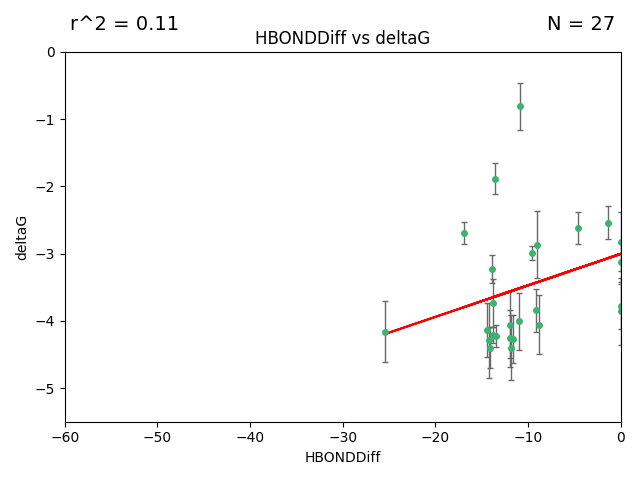 r^2 = 0.11
N = 27
HBONDDiff vs deltaG
0
−1
−2
−3
−4
−5
deltaG
−60
−50
−40
−30
−20
−10
0
HBONDDiff